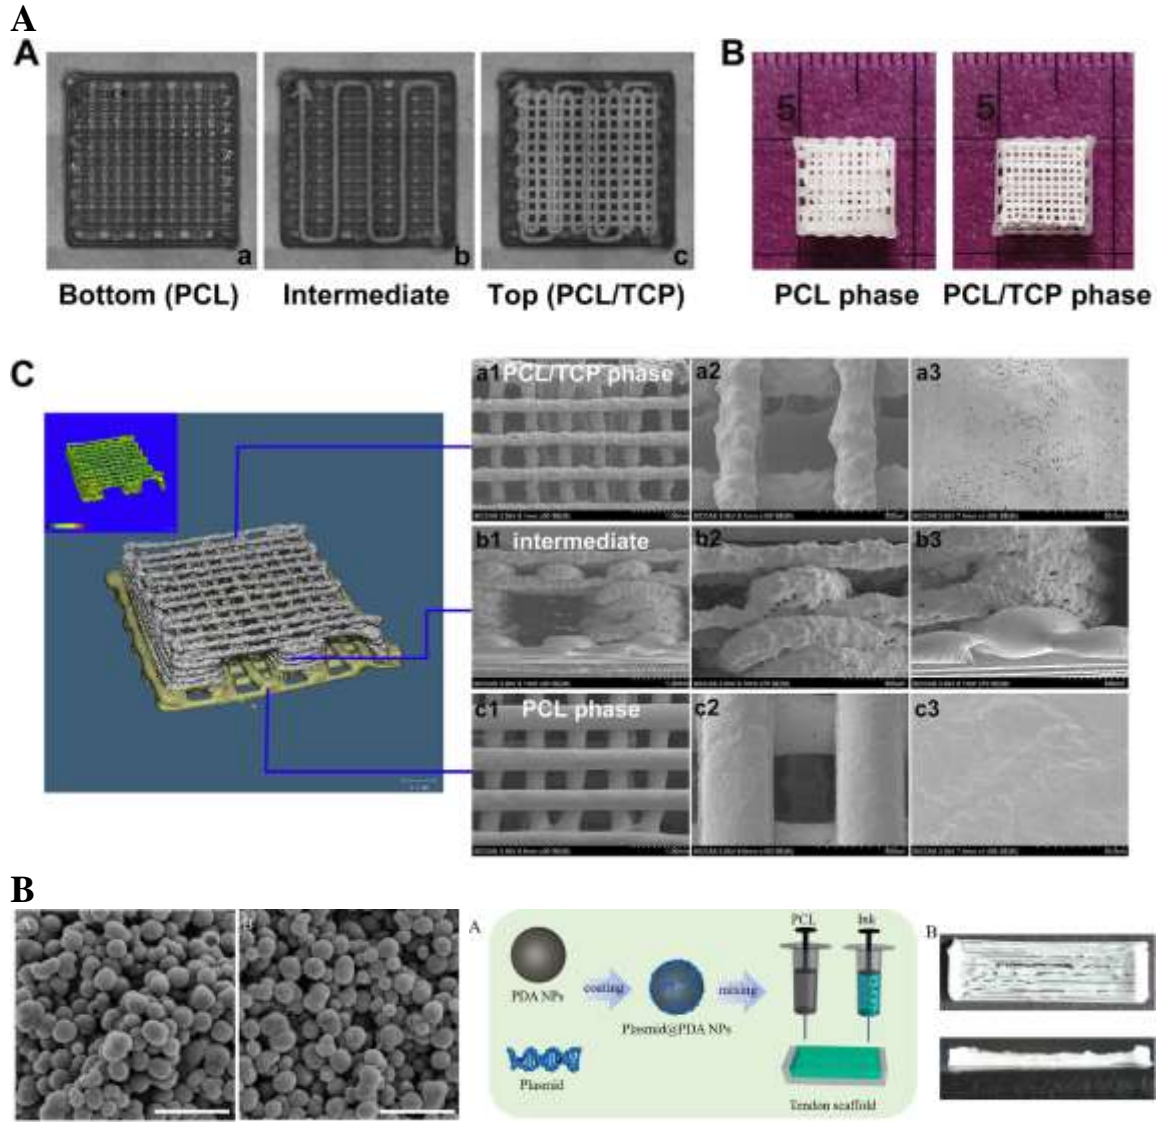 A
A
B
a
b
c
Bottom (PCL)
Intermediate
Top (PCL/TCP)
5
5
PCL phase
PCL/TCP phase
C
a1 PCL/TCP phase
a2
a3
b1 intermediate
b2
b3
c1 PCL phase
c2
c3
B
A
PCL
Ink
PDA NPs
coating
mixing
Plasmid@PDA NPs
Plasmid
Tendon scaffold
B